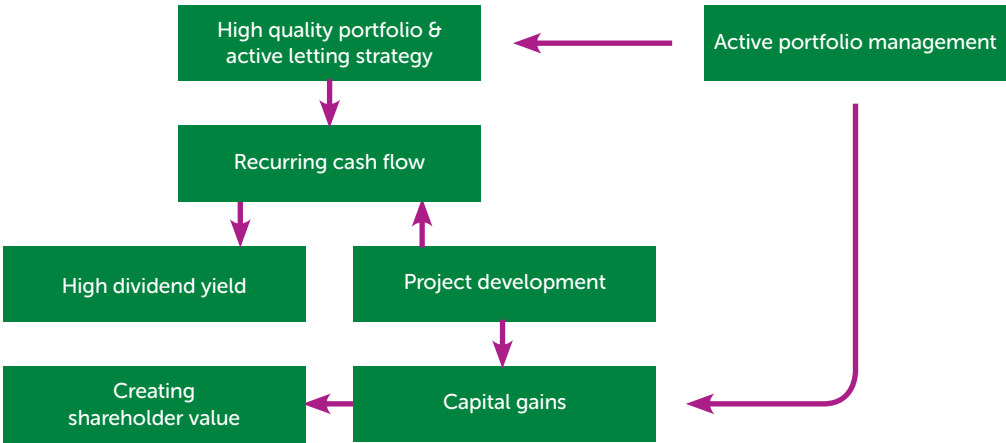 High quality portfolio &
active letting strategy
Active portfolio management
Recurring cash flow
High dividend yield
Project development
Creating
shareholder value
Capital gains